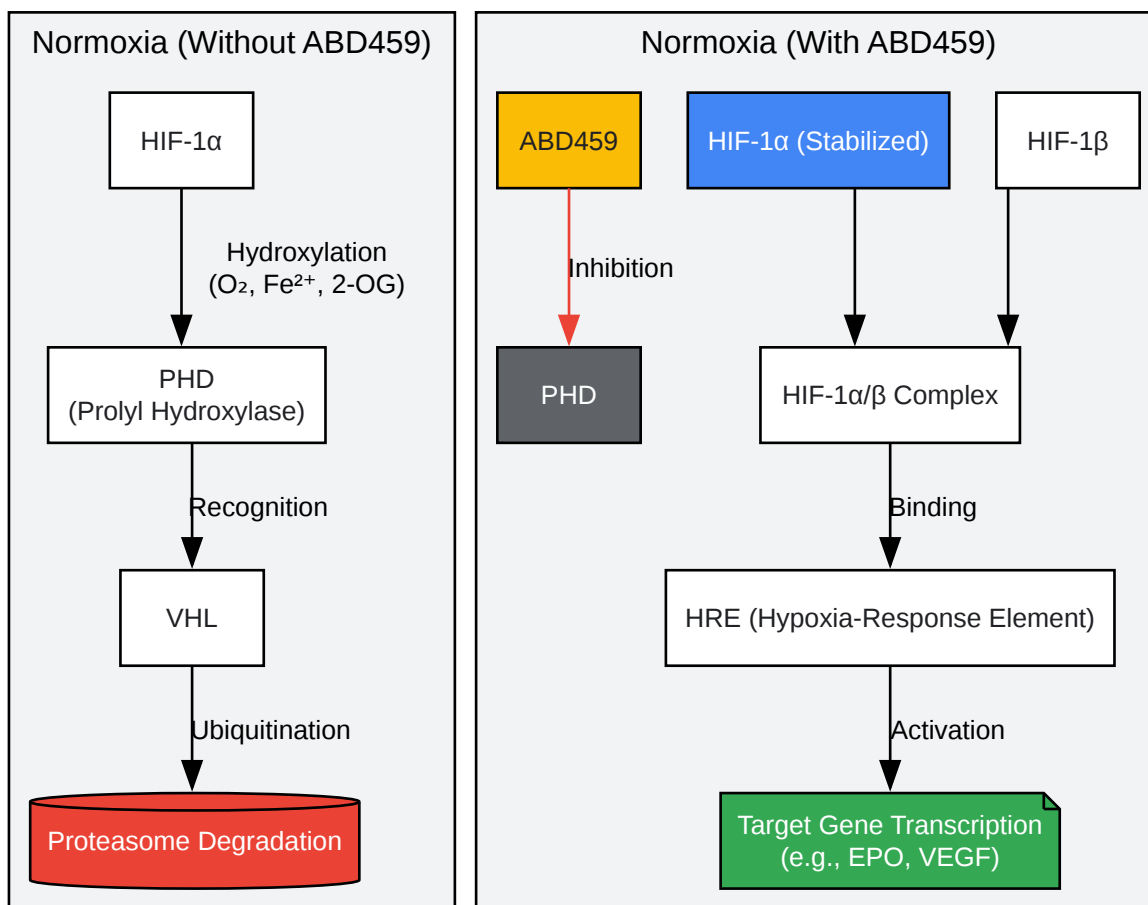 Normoxia (Without ABD459)
HIF-1α
Hydroxylation
(O₂, Fe²⁺, 2-OG)
PHD
(Prolyl Hydroxylase)
Recognition
VHL
Ubiquitination
Proteasome Degradation
Normoxia (With ABD459)
ABD459
HIF-1α (Stabilized)
HIF-1β
Inhibition
PHD
HIF-1α/β Complex
Binding
HRE (Hypoxia-Response Element)
Activation
Target Gene Transcription
(e.g., EPO, VEGF)